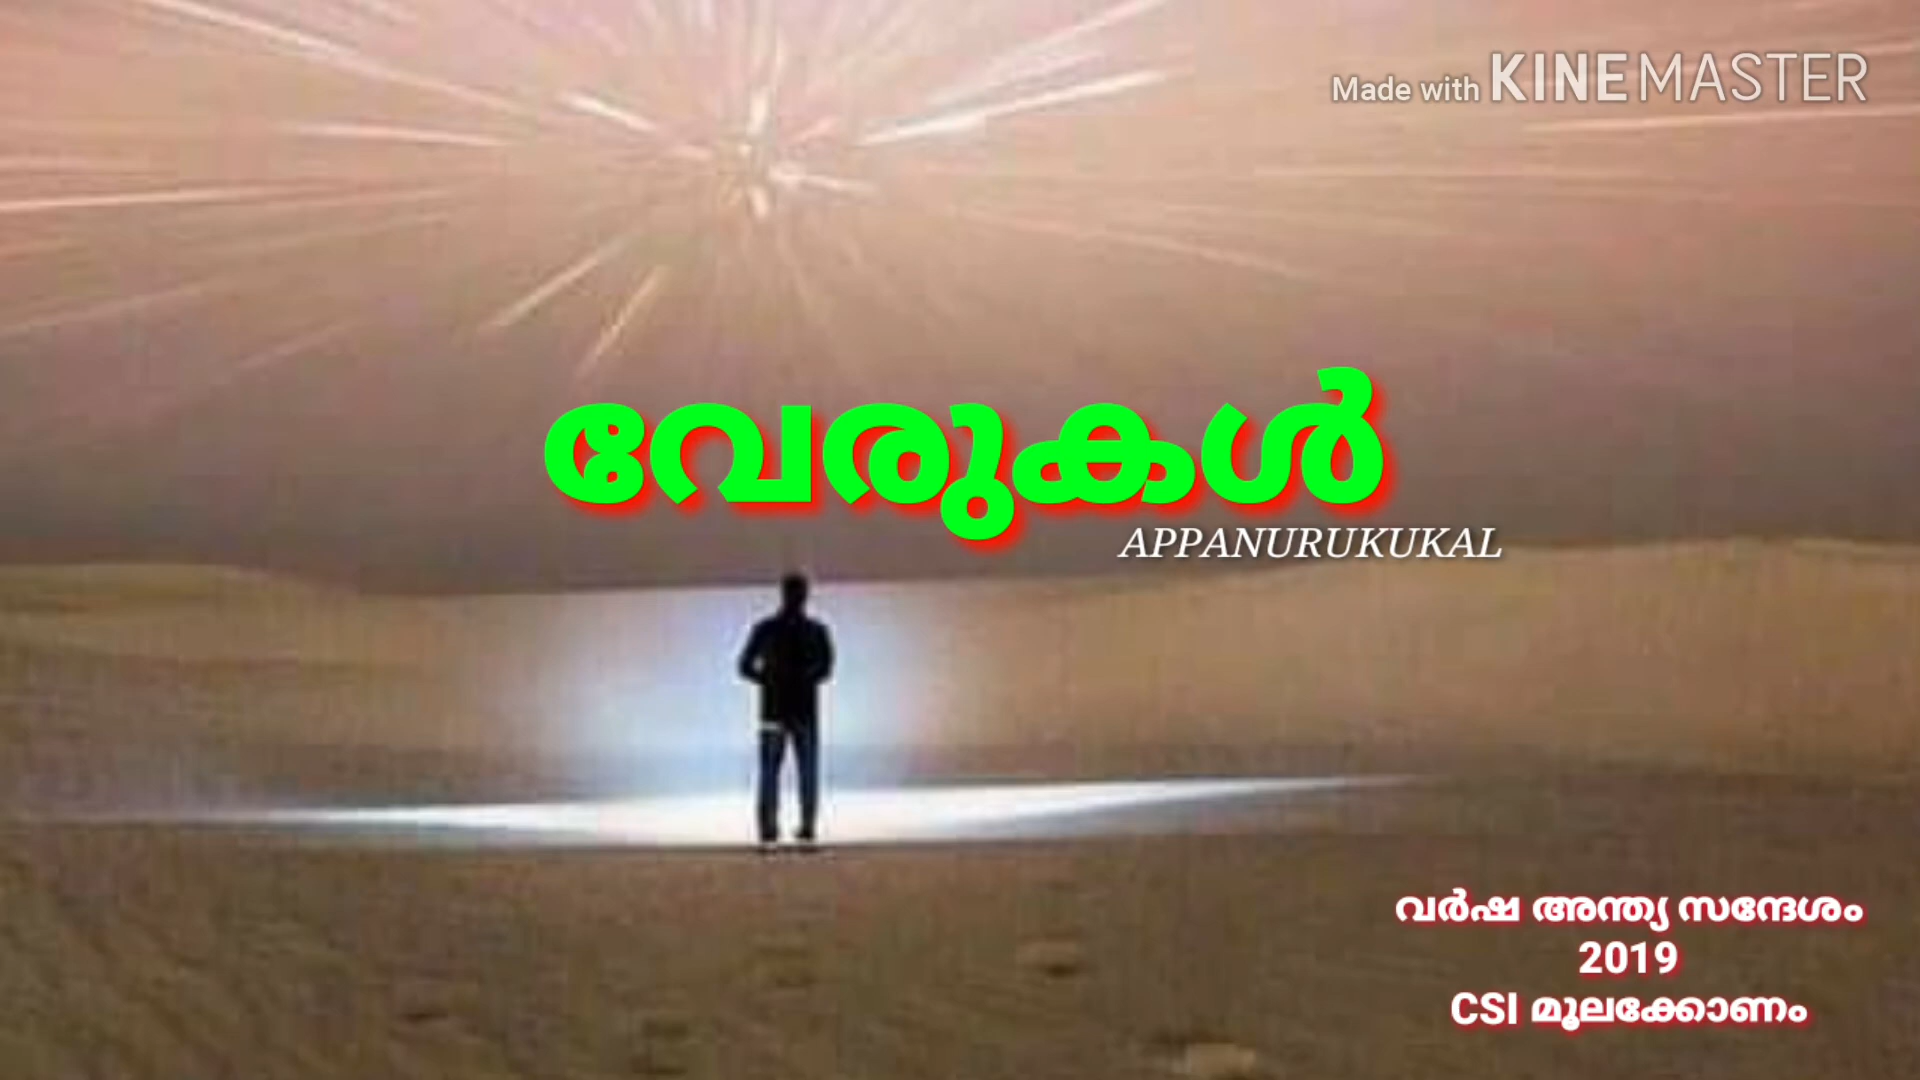 Made with KINEMASTER
വേരുകൾ
APPANURUKUKAL
വർഷ അന്ത്യ സന്ദേശം
2019
CSI മൂലക്കോണം